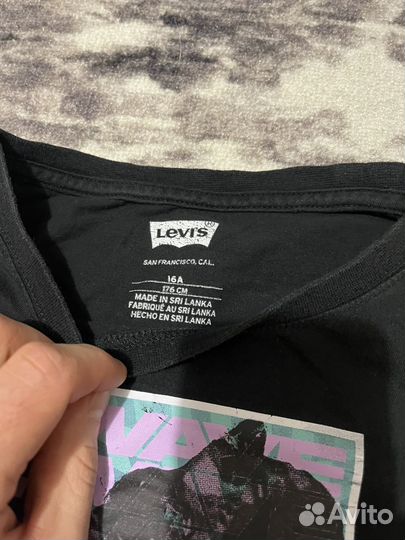 Levi's
SAN FRANCISCO, CAL.
16A
176 CM
MADE IN SRI LANKA
FABRIQUÉ AU SRI LANKA
HECHO EN SRI LANKA
WAVE
Avito